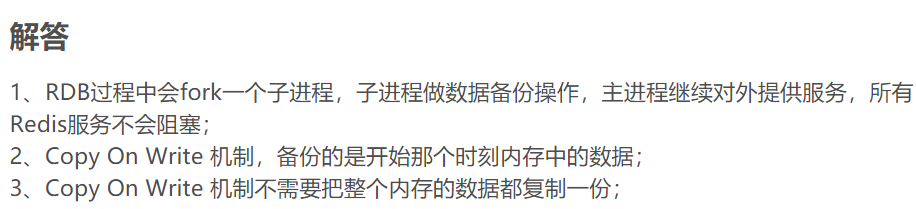 解答
1、RDB过程中会fork一个子进程，子进程做数据备份操作，主进程继续对外提供服务，所有
Redis服务不会阻塞；
2、Copy On Write 机制，备份的是开始那个时刻内存中的数据；
3、Copy On Write 机制不需要把整个内存的数据都复制一份；